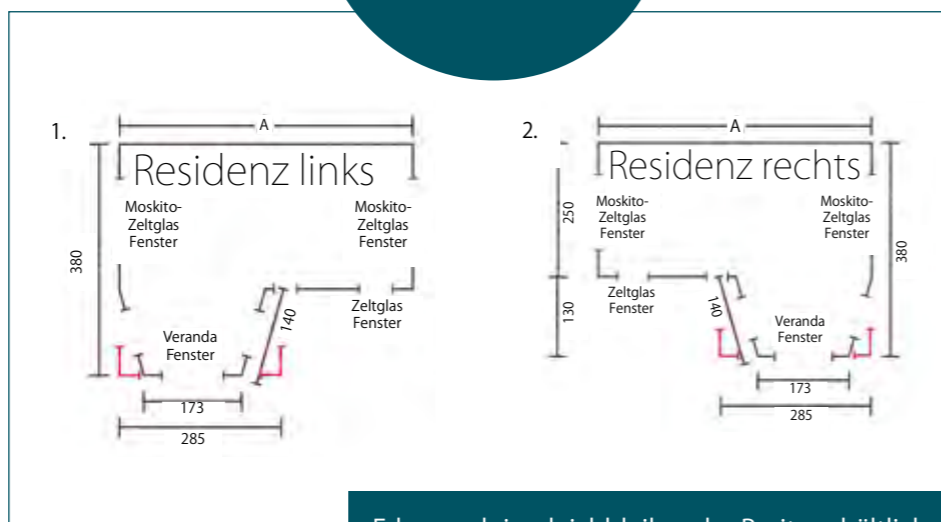 1.
A
Residenz links
Moskito-
Zeltglas
Fenster
Moskito-
Zeltglas
Fenster
380
140
Zeltglas
Fenster
Veranda
Fenster
173
285
2.
A
Residenz rechts
250
Moskito-
Zeltglas
Fenster
Moskito-
Zeltglas
Fenster
380
Zeltglas
Fenster
130
140
Veranda
Fenster
173
285